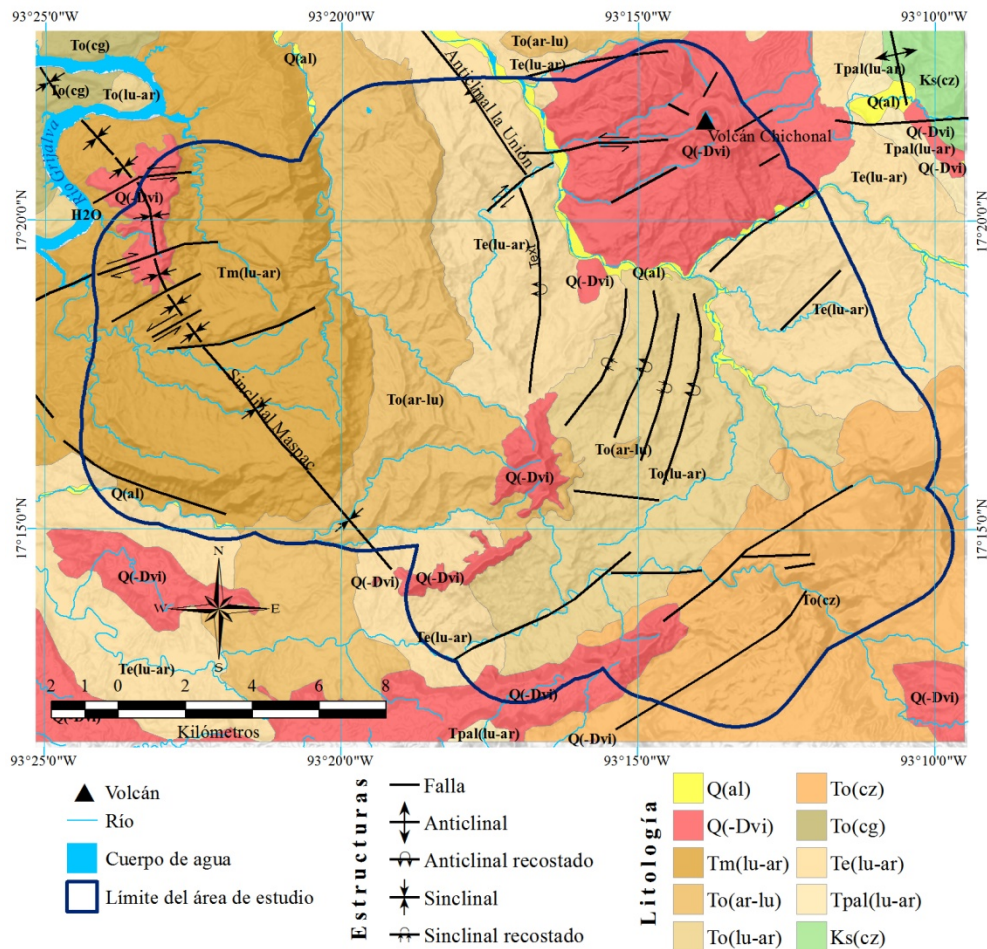 93°25'0"W 93°20'0"W 93°15'0"W 93°10'0"W
To(cg)
To(cg)
To(lu-ar)
Q(al)
Anticlinal la Unión
To(ar-lu)
Te(lu-ar)
Tpal(lu-ar)
Ks(cz)
Q(al)
Volcán Chichonal
Q(-Dvi)
Q(-Dvi)
Tpal(lu-ar)
Q(-Dvi)
Te(lu-ar)
Río Grijalva
Q(-Dvi)
H2O
17°20'0"N
17°20'0"N
Te(lu-ar)
Text
Tm(lu-ar)
Q(al)
Q(-Dvi)
Te(lu-ar)
Sinclinal Maspac
To(ar-lu)
To(ar-lu)
To(lu-ar)
Q(-Dvi)
Q(al)
17°15'0"N
17°15'0"N
Q(-Dvi)
Q(-Dvi)
Q(-Dvi)
N
W
E
S
To(cz)
Te(lu-ar)
Te(lu-ar)
Q(-Dvi)
Q(-Dvi)
2 1 0 2 4 6 8
Q(-Dvi)
Kilómetros
Tpal(lu-ar)
Q(-Dvi)
93°25'0"W 93°20'0"W 93°15'0"W 93°10'0"W
Volcán
Río
Cuerpo de agua
Límite del área de estudio
Estructuras
Falla
Anticlinal
Anticlinal recostado
Sinclinal
Sinclinal recostado
Litología
Q(al)
Q(-Dvi)
Tm(lu-ar)
To(ar-lu)
To(lu-ar)
To(cz)
To(cg)
Te(lu-ar)
Tpal(lu-ar)
Ks(cz)